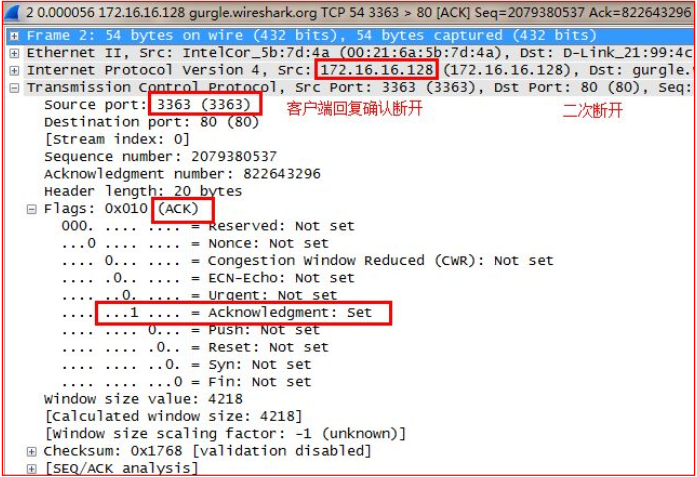 2 0.000056 172.16.16.128 gurgle.wireshark.org TCP 54 3363 > 80 [ACK] Seq=2079380537 Ack=822643296
Frame 2: 54 bytes on wire (432 bits), 54 bytes captured (432 bits)
Ethernet II, Src: IntelCor_5b:7d:4a (00:21:6a:5b:7d:4a), Dst: D-Link_21:99:4c
Internet Protocol Version 4, Src: 172.16.16.128 (172.16.16.128), Dst: gurgle.
Transmission Control Protocol, Src Port: 3363 (3363), Dst Port: 80 (80), Seq:
Source port: 3363 (3363) 客户端回复确认断开 二次断开
Destination port: 80 (80)
[Stream index: 0]
Sequence number: 2079380537
Acknowledgment number: 822643296
Header length: 20 bytes
Flags: 0x010 (ACK)
000. .... .... = Reserved: Not set
...0 .... .... = Nonce: Not set
.... 0... .... = Congestion Window Reduced (CWR): Not set
.... .0.. .... = ECN-Echo: Not set
.... ..0. .... = Urgent: Not set
.... ...1 .... = Acknowledgment: Set
.... .... 0... = Push: Not set
.... .... .0.. = Reset: Not set
.... .... ..0. = Syn: Not set
.... .... ...0 = Fin: Not set
Window size value: 4218
[Calculated window size: 4218]
[Window size scaling factor: -1 (unknown)]
Checksum: 0x1768 [validation disabled]
[SEQ/ACK analysis]